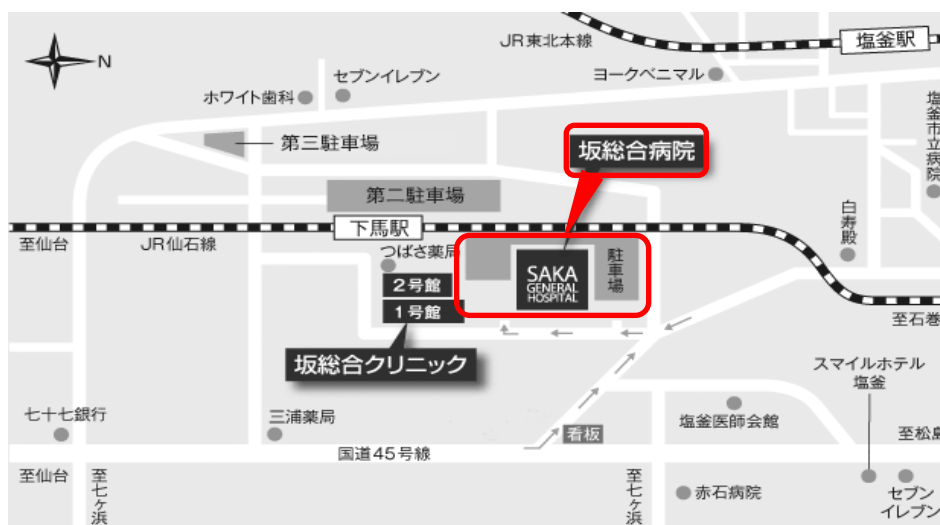 JR東北本線
塩釜駅
N
セブンイレブン
ヨークベニマル
ホワイト歯科
塩釜市立病院
第三駐車場
坂総合病院
第二駐車場
白寿殿
下馬駅
至仙台
JR仙石線
つばさ薬局
駐車場
SAKA
GENERAL
HOSPITAL
2号館
1号館
至石巻
坂総合クリニック
スマイルホテル
塩釜
七十七銀行
三浦薬局
塩釜医師会館
看板
至松島
国道45号線
至仙台
至七ヶ浜
至七ヶ浜
赤石病院
セブン
イレブン